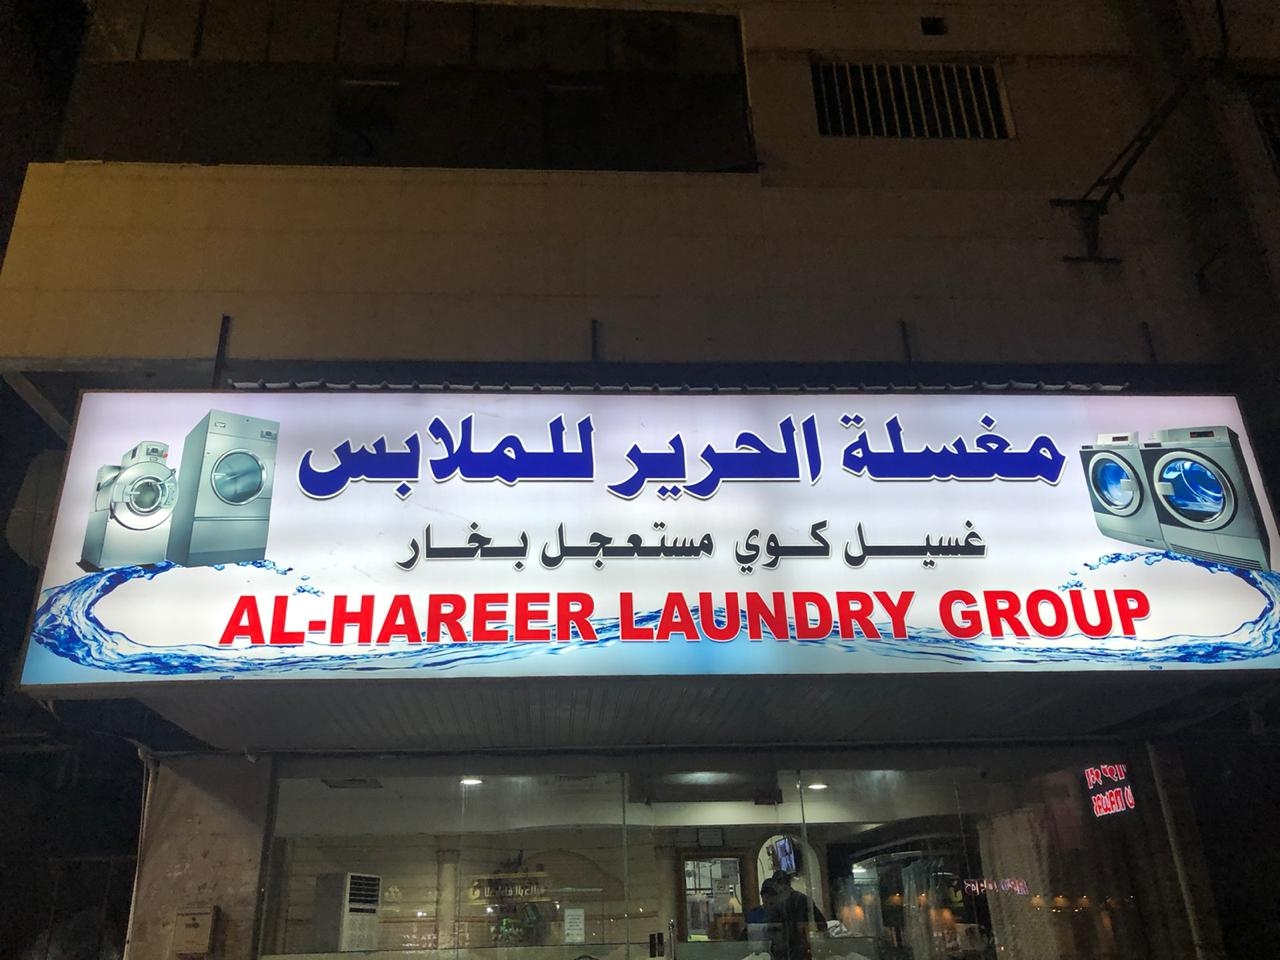 مغسلة الحرير للملابس
غسيل كوي مستعجل بخار
AL-HAREER LAUNDRY GROUP